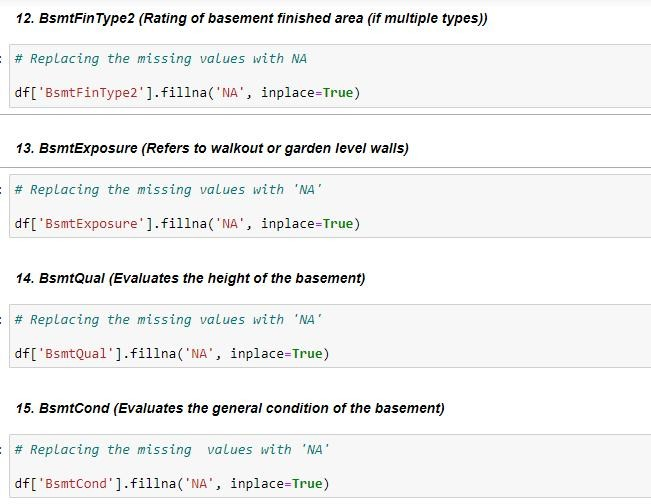 12. BsmtFinType2 (Rating of basement finished area (if multiple types))
# Replacing the missing values with NA
df['BsmtFinType2'].fillna('NA', inplace=True)
13. BsmtExposure (Refers to walkout or garden level walls)
# Replacing the missing values with 'NA'
df['BsmtExposure'].fillna('NA', inplace=True)
14. BsmtQual (Evaluates the height of the basement)
# Replacing the missing values with 'NA'
df['BsmtQual'].fillna('NA', inplace=True)
15. BsmtCond (Evaluates the general condition of the basement)
# Replacing the missing  values with 'NA'
df['BsmtCond'].fillna('NA', inplace=True)